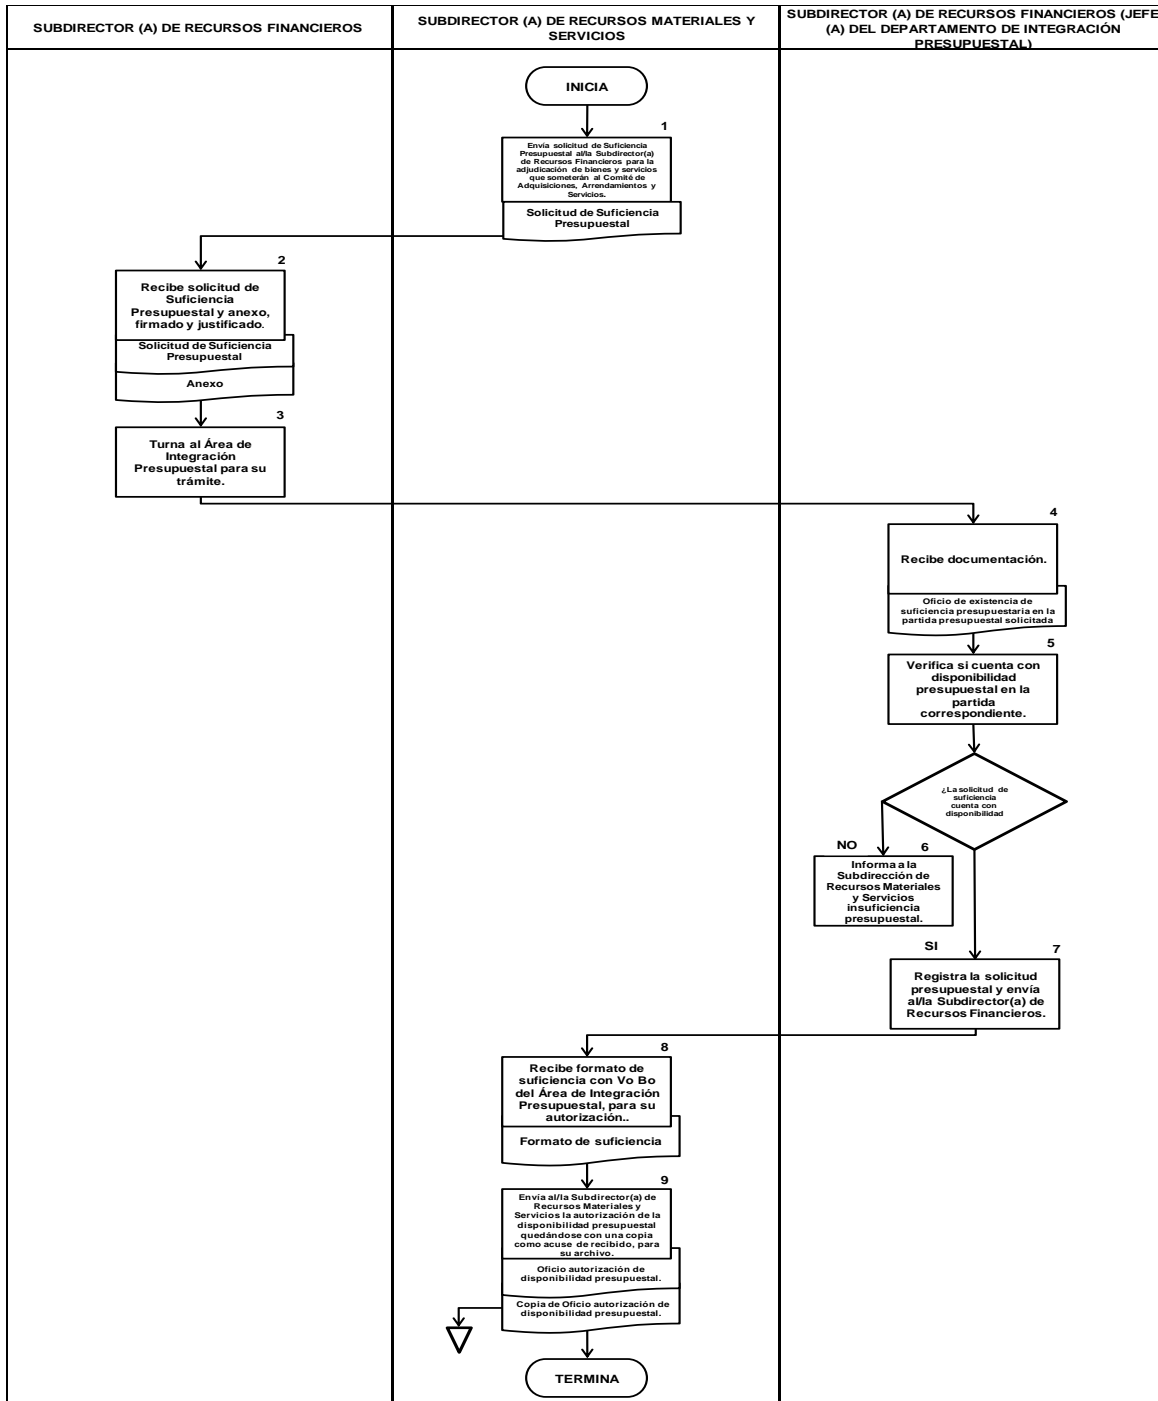 SUBDIRECTOR (A) DE RECURSOS FINANCIEROS
SUBDIRECTOR (A) DE RECURSOS MATERIALES Y
SERVICIOS
SUBDIRECTOR (A) DE RECURSOS FINANCIEROS (JEFE
(A) DEL DEPARTAMENTO DE INTEGRACIÓN
PRESUPUESTAL)
INICIA
1
Envía solicitud de Suficiencia
Presupuestal al/la Subdirector(a)
de Recursos Financieros para la
adjudicación de bienes y servicios
que someterán al Comité de
Adquisiciones, Arrendamientos y
Servicios.
Solicitud de Suficiencia
Presupuestal
2
Recibe solicitud de
Suficiencia
Presupuestal y anexo,
firmado y justificado.
Solicitud de Suficiencia
Presupuestal
Anexo
3
Turna al Área de
Integración
Presupuestal para su
trámite.
4
Recibe documentación.
Oficio de existencia de
suficiencia presupuestaria en la
partida presupuestal solicitada
5
Verifica si cuenta con
disponibilidad
presupuestal en la
partida
correspondiente.
¿La solicitud de
suficiencia
cuenta con
disponibilidad
NO
6
Informa a la
Subdirección de
Recursos Materiales
y Servicios
insuficiencia
presupuestal.
SI
7
Registra la solicitud
presupuestal y envía
al/la Subdirector(a) de
Recursos Financieros.
8
Recibe formato de
suficiencia con Vo Bo
del Área de Integración
Presupuestal, para su
autorización..
Formato de suficiencia
9
Envía al/la Subdirector(a) de
Recursos Materiales y
Servicios la autorización de la
disponibilidad presupuestal
quedándose con una copia
como acuse de recibido, para
su archivo.
Oficio autorización de
disponibilidad presupuestal.
Copia de Oficio autorización de
disponibilidad presupuestal.
TERMINA